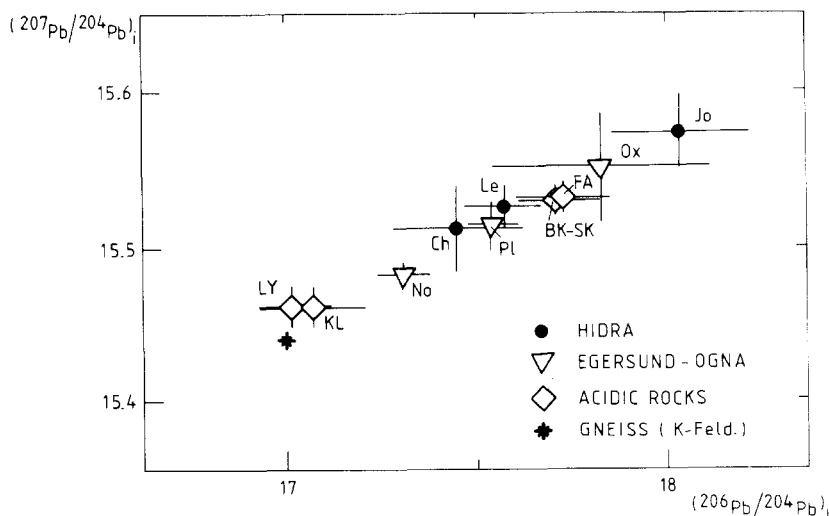 (207Pb/204Pb)i
15.6
15.5
15.4
Jo
Ox
Le
FA
BK-SK
Ch
Pl
No
LY
KL
HIDRA
EGERSUND - OGNA
ACIDIC ROCKS
GNEISS ( K-Feld.)
17
18
(206Pb/204Pb)i